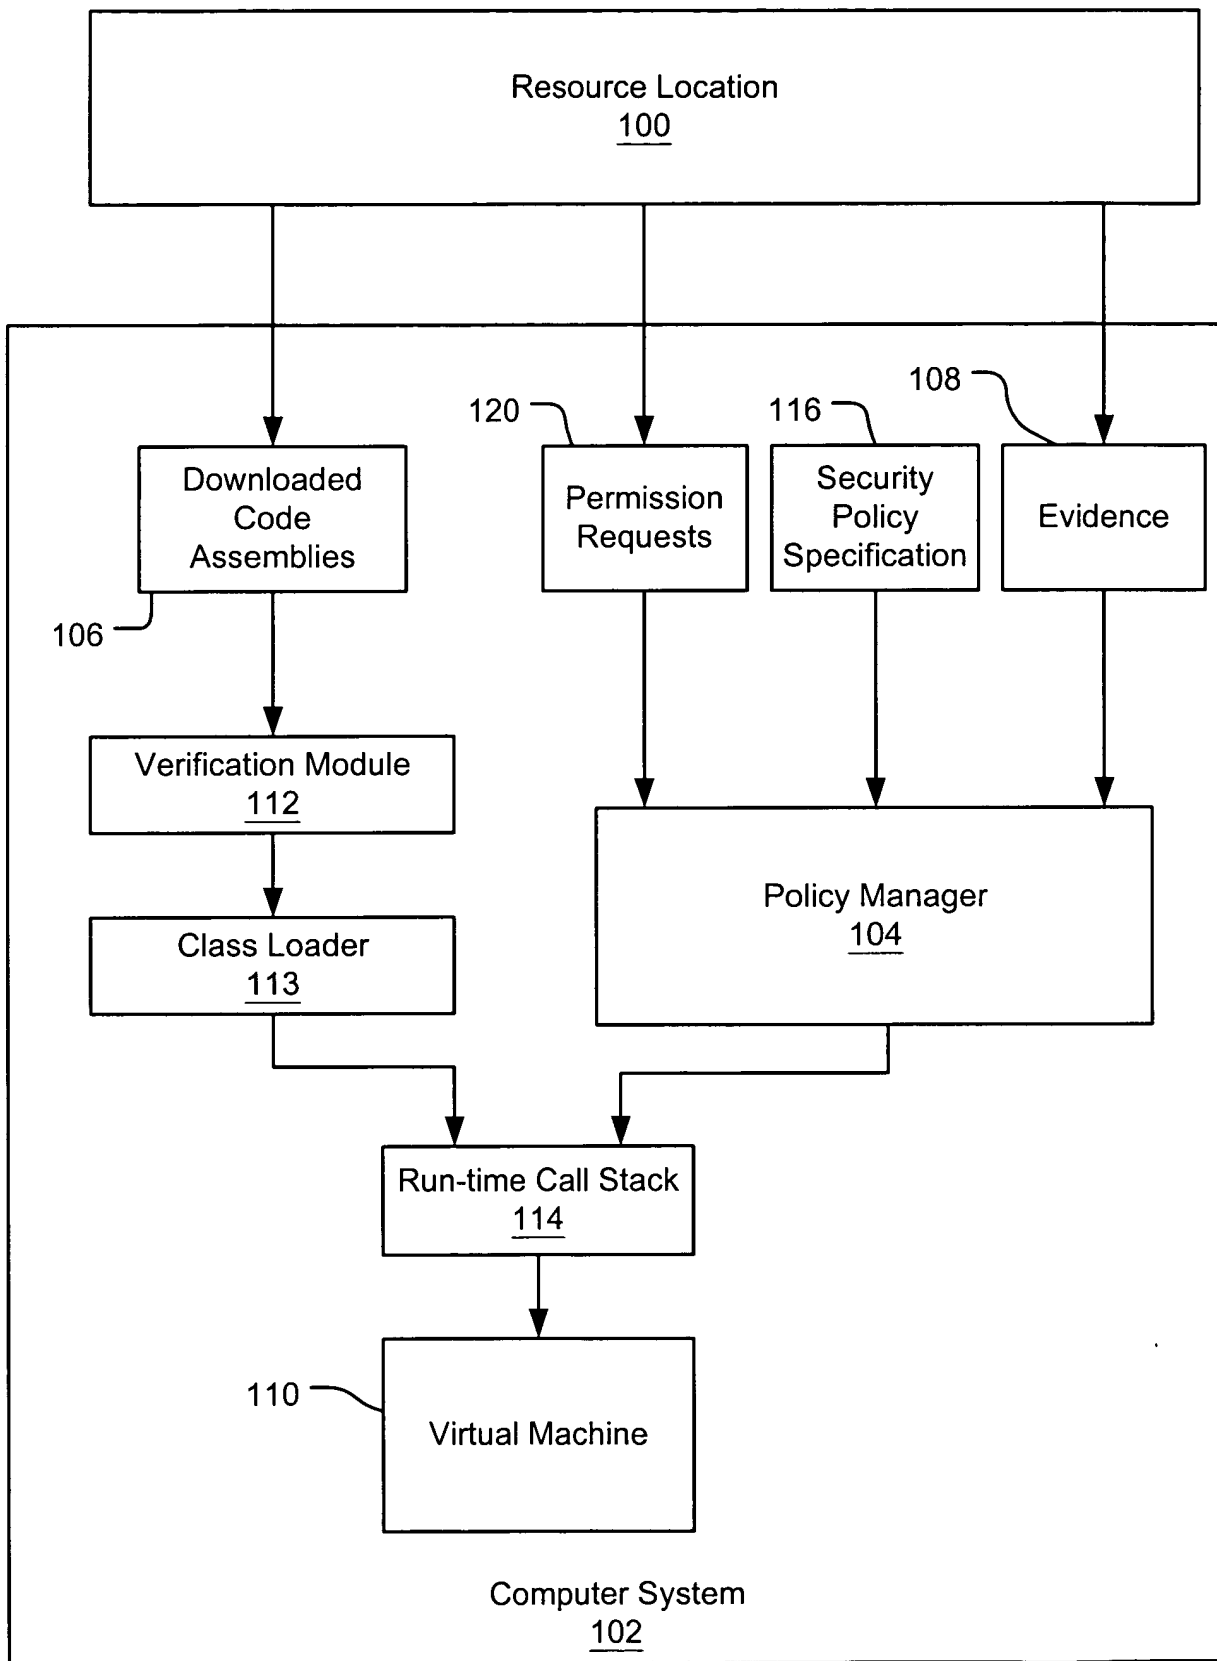 Resource Location
100
108
120
116
Downloaded
Code
Assemblies
Permission
Requests
Security
Policy
Specification
Evidence
106
Verification Module
112
Policy Manager
104
Class Loader
113
Run-time Call Stack
114
110
Virtual Machine
Computer System
102